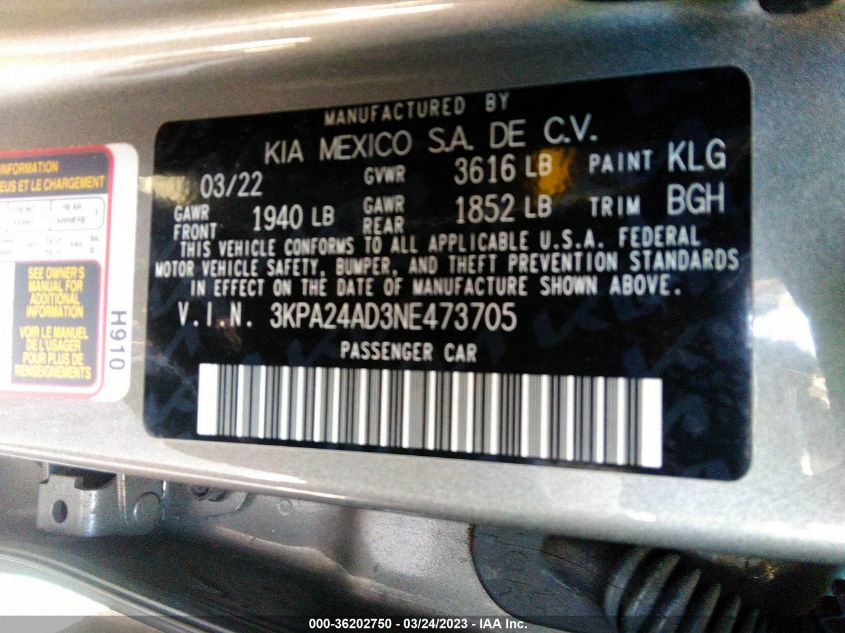 MANUFACTURED BY
KIA MEXICO S.A. DE C.V.
03/22 GVWR 3616 LB PAINT KLG
GAWR FRONT 1940 LB GAWR REAR 1852 LB TRIM BGH
THIS VEHICLE CONFORMS TO ALL APPLICABLE U.S.A. FEDERAL
MOTOR VEHICLE SAFETY, BUMPER, AND THEFT PREVENTION STANDARDS
IN EFFECT ON THE DATE OF MANUFACTURE SHOWN ABOVE.
V.I.N. 3KPA24AD3NE473705
PASSENGER CAR
INFORMATION
EUS ET LE CHARGEMENT
REAR
SEE OWNER'S
MANUAL FOR
ADDITIONAL
INFORMATION
VOIR LE MANUEL
DE L'USAGER
POUR PLUS DE
RENSEIGNEMENTS
H910
000-36202750 - 03/24/2023 - IAA Inc.